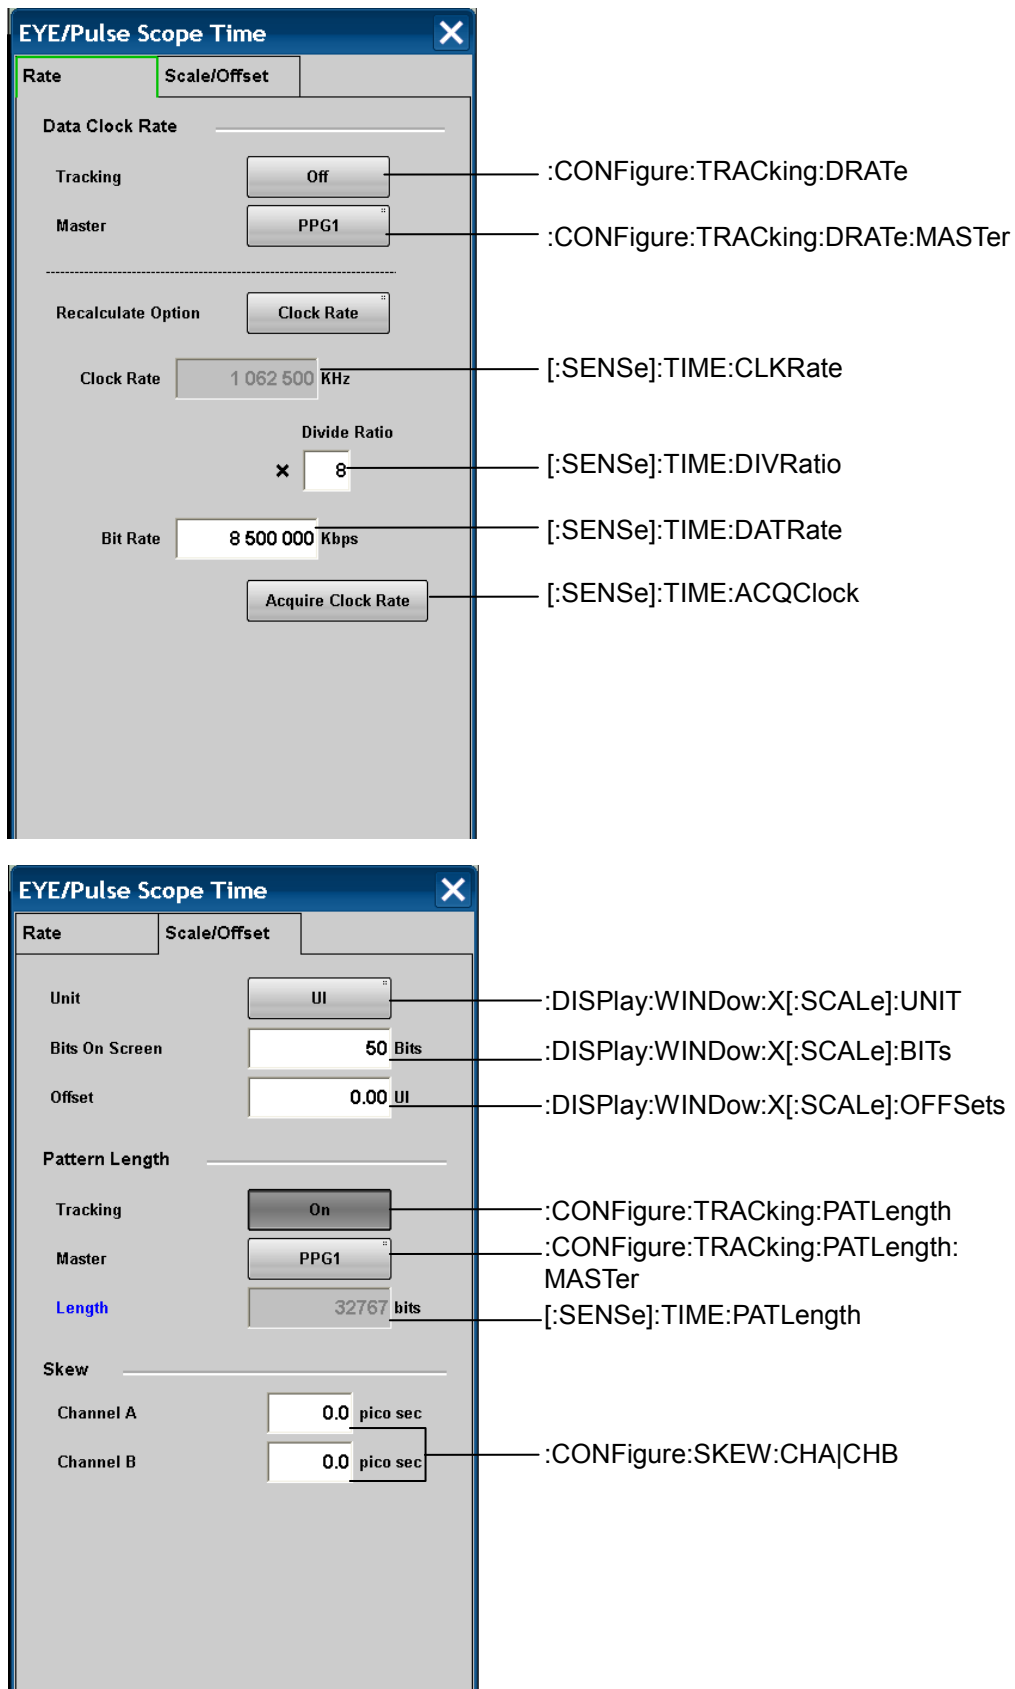 EYE/Pulse Scope Time
Rate Scale/Offset
Data Clock Rate
Tracking Off :CONFigure:TRACking:DRATe
Master PPG1 :CONFigure:TRACking:DRATe:MASTer
Recalculate Option Clock Rate
Clock Rate 1 062 500 KHz [:SENSe]:TIME:CLKRate
Divide Ratio
× 8 [:SENSe]:TIME:DIVRatio
Bit Rate 8 500 000 Kbps [:SENSe]:TIME:DATRate
Acquire Clock Rate [:SENSe]:TIME:ACQClock
EYE/Pulse Scope Time
Rate Scale/Offset
Unit UI :DISPlay:WINDow:X[:SCALe]:UNIT
Bits On Screen 50 Bits :DISPlay:WINDow:X[:SCALe]:BITs
Offset 0.00 UI :DISPlay:WINDow:X[:SCALe]:OFFSets
Pattern Length
Tracking On :CONFigure:TRACking:PATLength
Master PPG1 :CONFigure:TRACking:PATLength:
MASTer
Length 32767 bits [:SENSe]:TIME:PATLength
Skew
Channel A 0.0 pico sec
:CONFigure:SKEW:CHA|CHB
Channel B 0.0 pico sec